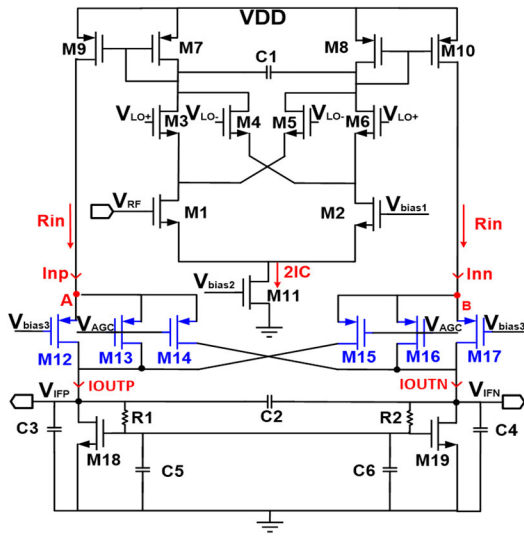 VDD
M9 M7 M8 M10
C1
VLO+ M3 VLO- M4 M5 VLO- M6 VLO+
VRF M1 M2 Vbias1
Rin Rin
2IC
Inp Vbias2 M11 Inn
A B
Vbias3 VAGC VAGC Vbias3
M12 M13 M14 M15 M16 M17
IOUTP IOUTN
VIFP VIFN
R1 C2 R2
C3 C4
M18 C5 C6 M19